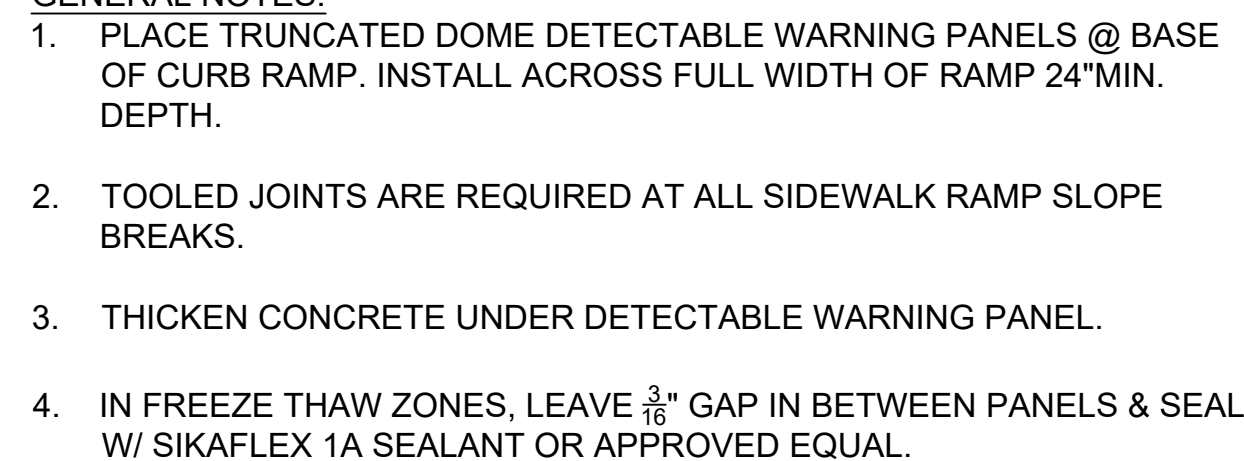 GENERAL NOTES:
1. PLACE TRUNCATED DOME DETECTABLE WARNING PANELS @ BASE
OF CURB RAMP. INSTALL ACROSS FULL WIDTH OF RAMP 24"MIN.
DEPTH.
2. TOOLED JOINTS ARE REQUIRED AT ALL SIDEWALK RAMP SLOPE
BREAKS.
3. THICKEN CONCRETE UNDER DETECTABLE WARNING PANEL.
4. IN FREEZE THAW ZONES, LEAVE 3/16" GAP IN BETWEEN PANELS & SEAL
W/ SIKAFLEX 1A SEALANT OR APPROVED EQUAL.